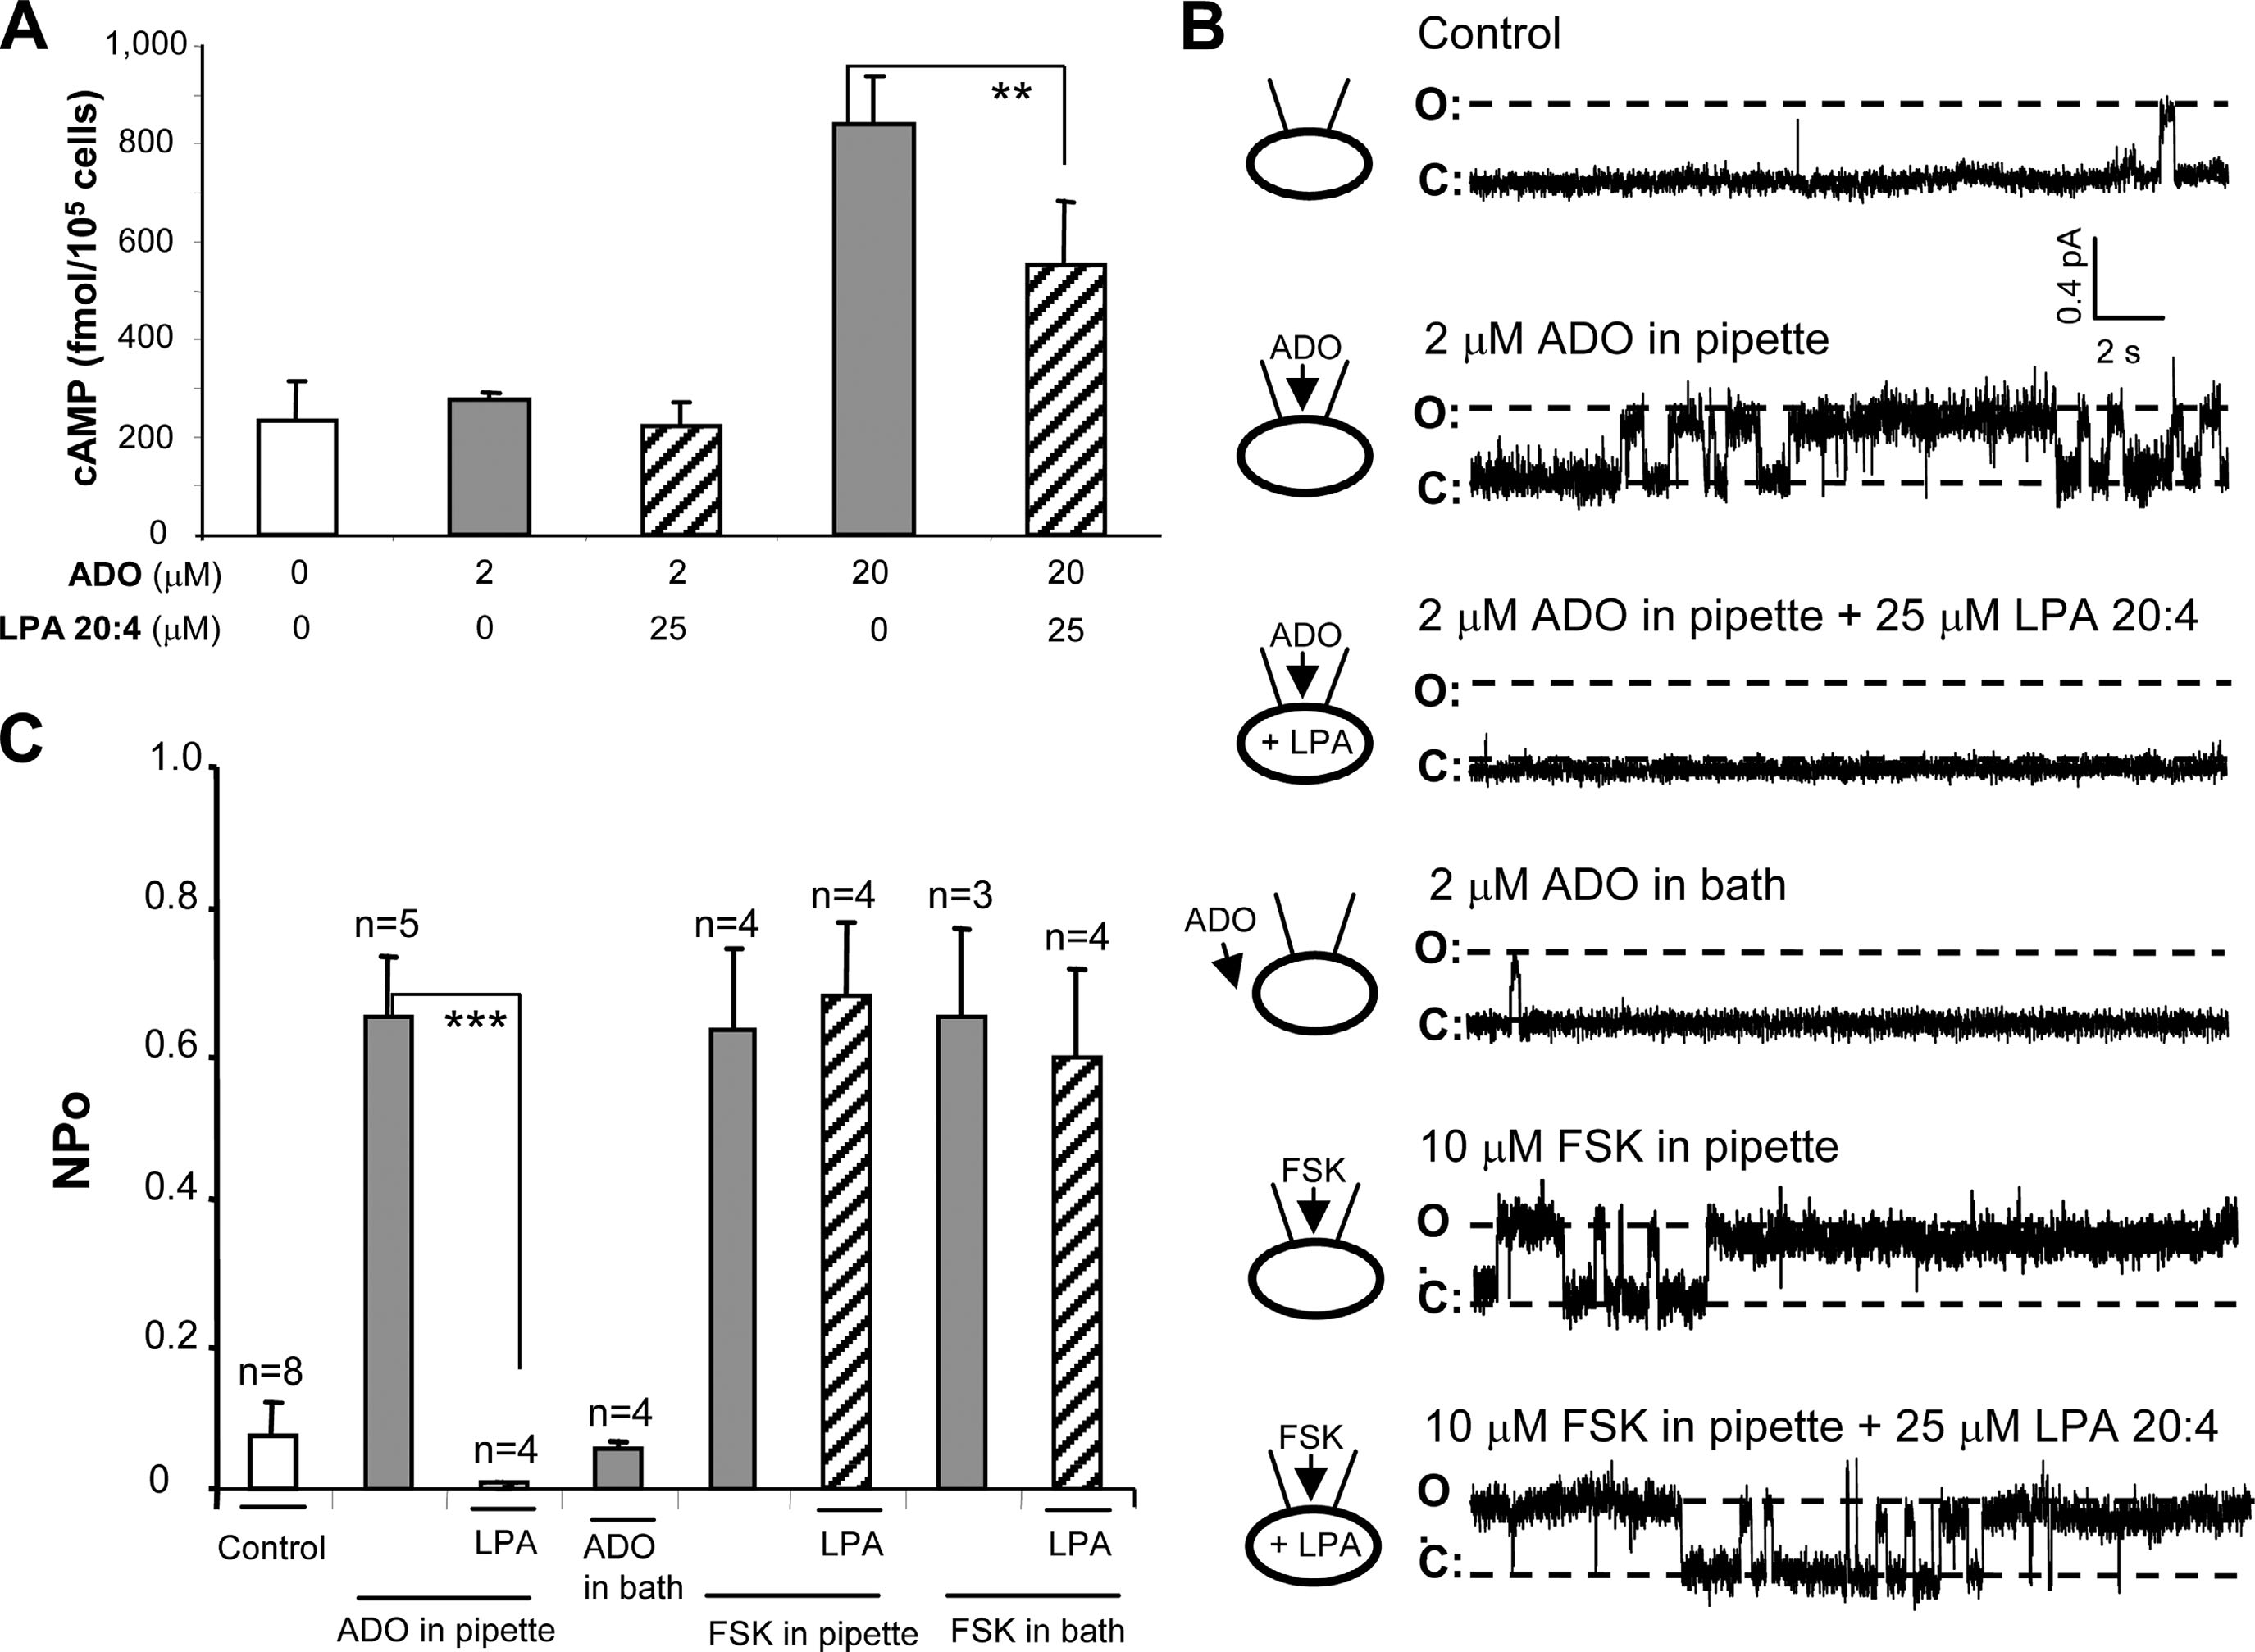 A
cAMP (fmol/10⁵ cells)
1,000
800
600
400
200
0
**
ADO (μM) 0 2 2 20 20
LPA 20:4 (μM) 0 0 25 0 25
B
Control
O:
C:
0.4 pA
2 s
2 μM ADO in pipette
ADO
O:
C:
2 μM ADO in pipette + 25 μM LPA 20:4
ADO
+ LPA
O:
C:
2 μM ADO in bath
ADO
O:
C:
10 μM FSK in pipette
FSK
O
:
C:
10 μM FSK in pipette + 25 μM LPA 20:4
FSK
+ LPA
O
:
C:
C
NPo
1.0
0.8
0.6
0.4
0.2
0
n=8
n=5
***
n=4
n=4
n=4
n=4
n=3
n=4
Control
LPA
ADO
in bath
LPA
LPA
ADO in pipette
FSK in pipette
FSK in bath